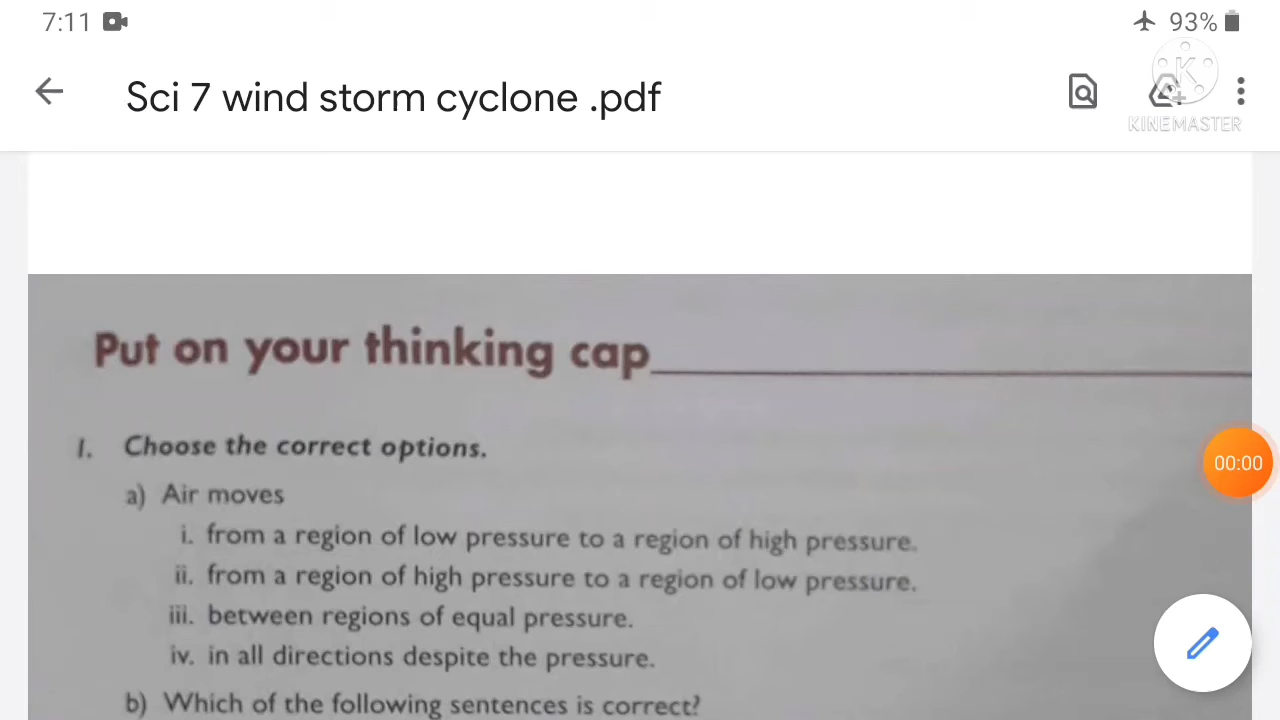 7:11
93%
Sci 7 wind storm cyclone .pdf
K
KINEMASTER
Put on your thinking cap
1. Choose the correct options.
a) Air moves
i. from a region of low pressure to a region of high pressure.
ii. from a region of high pressure to a region of low pressure.
iii. between regions of equal pressure.
iv. in all directions despite the pressure.
00:00
b) Which of the following sentences is correct?